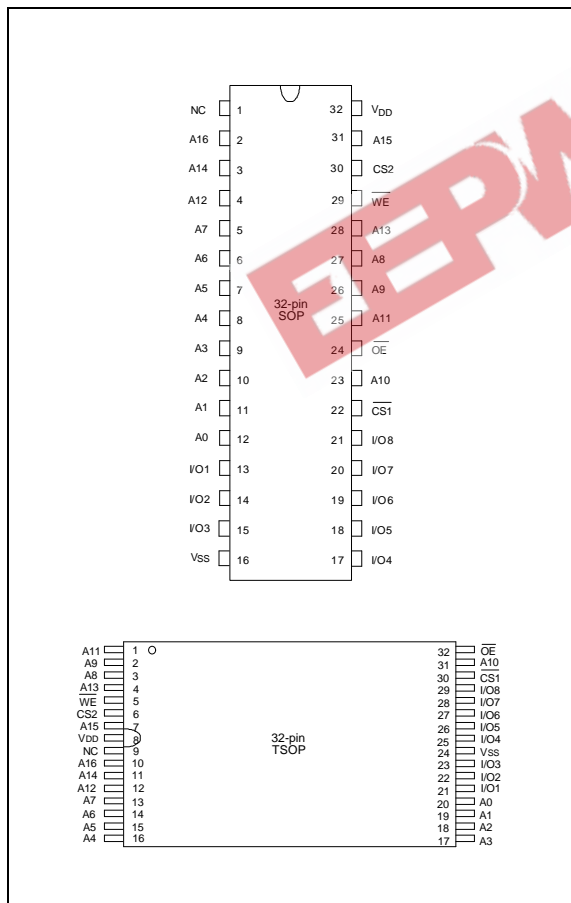 NC 1 32 VDD
A16 2 31 A15
A14 3 30 CS2
A12 4 29 W̅E̅
A7 5 28 A13
A6 6 27 A8
A5 7 26 A9
32-pin
SOP
A4 8 25 A11
A3 9 24 O̅E̅
A2 10 23 A10
A1 11 22 C̅S̅1̅
A0 12 21 I/O8
I/O1 13 20 I/O7
I/O2 14 19 I/O6
I/O3 15 18 I/O5
VSS 16 17 I/O4
EEPW
A11 1 32 O̅E̅
A9 2 31 A10
A8 3 30 C̅S̅1̅
A13 4 29 I/O8
W̅E̅ 5 28 I/O7
CS2 6 27 I/O6
A15 7 26 I/O5
VDD 8 25 I/O4
32-pin
TSOP
NC 9 24 VSS
A16 10 23 I/O3
A14 11 22 I/O2
A12 12 21 I/O1
A7 13 20 A0
A6 14 19 A1
A5 15 18 A2
A4 16 17 A3